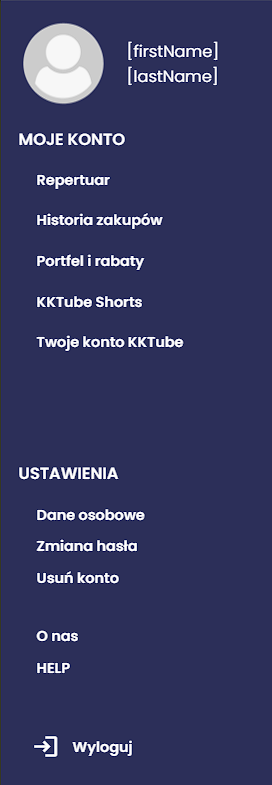 [firstName]
[lastName]
MOJE KONTO
Repertuar
Historia zakupów
Portfel i rabaty
KKTube Shorts
Twoje konto KKTube
USTAWIENIA
Dane osobowe
Zmiana hasła
Usuń konto
O nas
HELP
Wyloguj